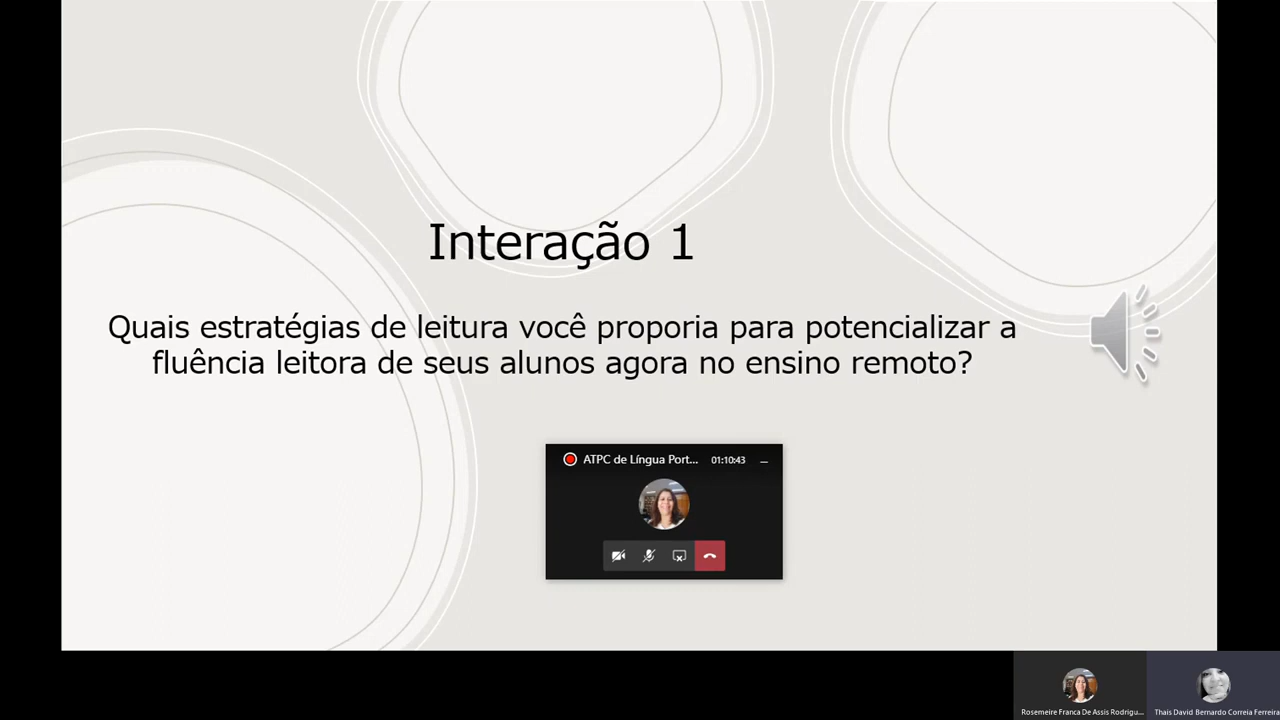 Interação 1
Quais estratégias de leitura você proporia para potencializar a
fluência leitora de seus alunos agora no ensino remoto?
ATPC de Língua Port... 01:10:43
Rosemeire Franca De Assis Rodrigu... Thais David Bernardo Correia Ferreira